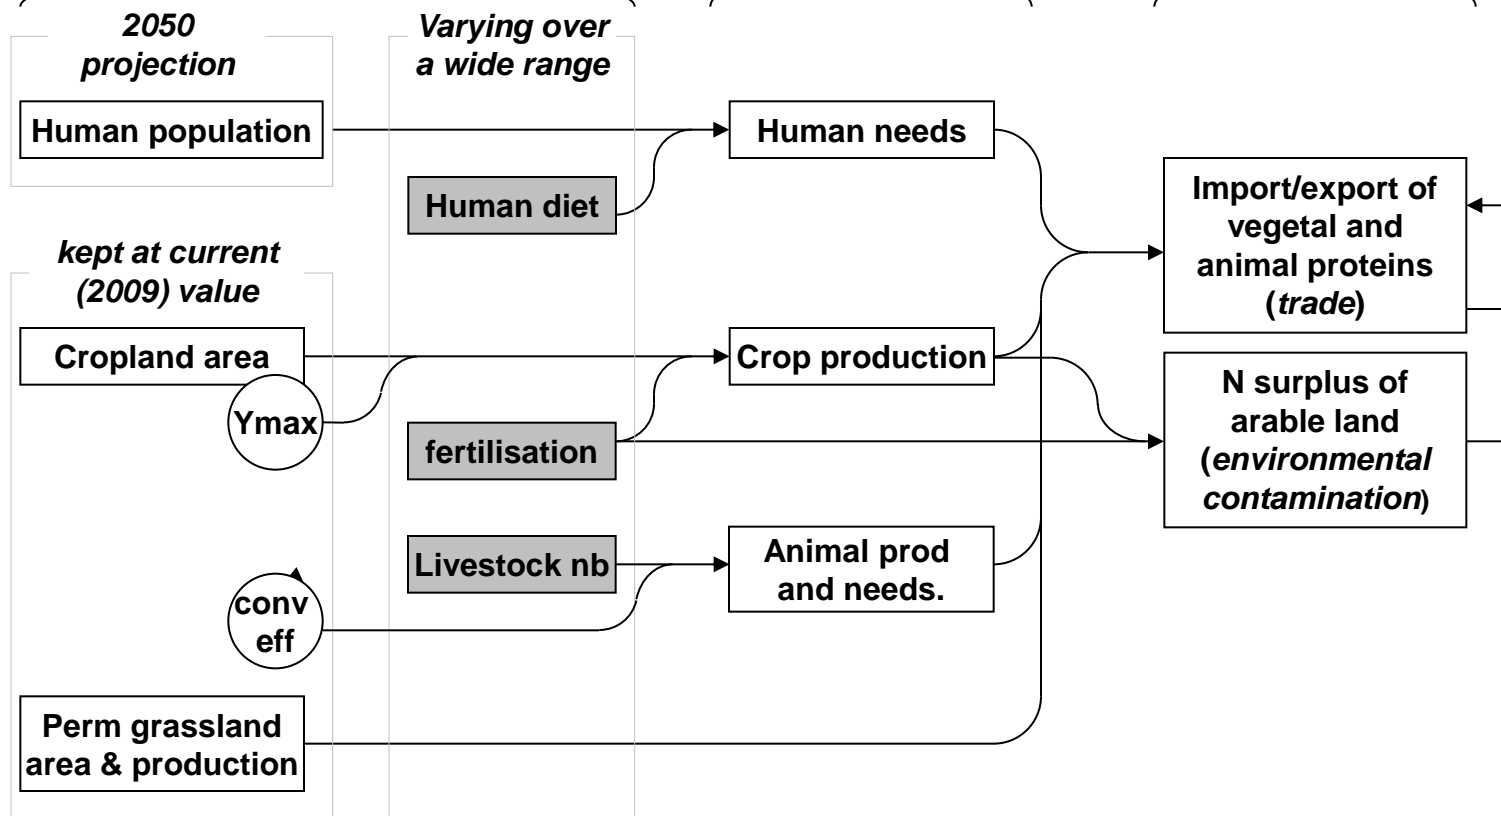 2050
projection
Varying over
a wide range
Human population
Human needs
Human diet
Import/export of
vegetal and
animal proteins
(trade)
kept at current
(2009) value
Cropland area
Crop production
Ymax
fertilisation
N surplus of
arable land
(environmental
contamination)
Livestock nb
Animal prod
and needs.
conv
eff
Perm grassland
area & production